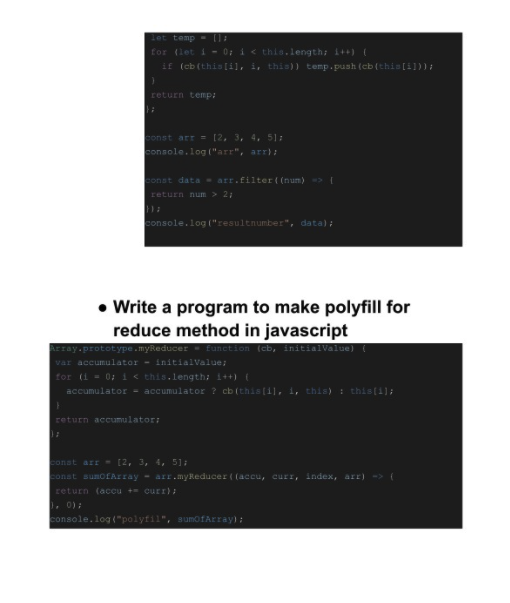 let temp = [];
for (let i = 0; i < this.length; i++) {
if (cb(this[i], i, this)) temp.push(cb(this[i]));
}
return temp;
};
const arr = [2, 3, 4, 5];
console.log("arr", arr);
const data = arr.filter((num) => {
return num > 2;
});
console.log("resultnumber", data);
● Write a program to make polyfill for
reduce method in javascript
Array.prototype.myReducer = function (cb, initialValue) {
var accumulator = initialValue;
for (i = 0; i < this.length; i++) {
accumulator = accumulator ? cb(this[i], i, this) : this[i];
}
return accumulator;
};
const arr = [2, 3, 4, 5];
const sumOfArray = arr.myReducer((accu, curr, index, arr) => {
return (accu += curr);
}, 0);
console.log("polyfil", sumOfArray);